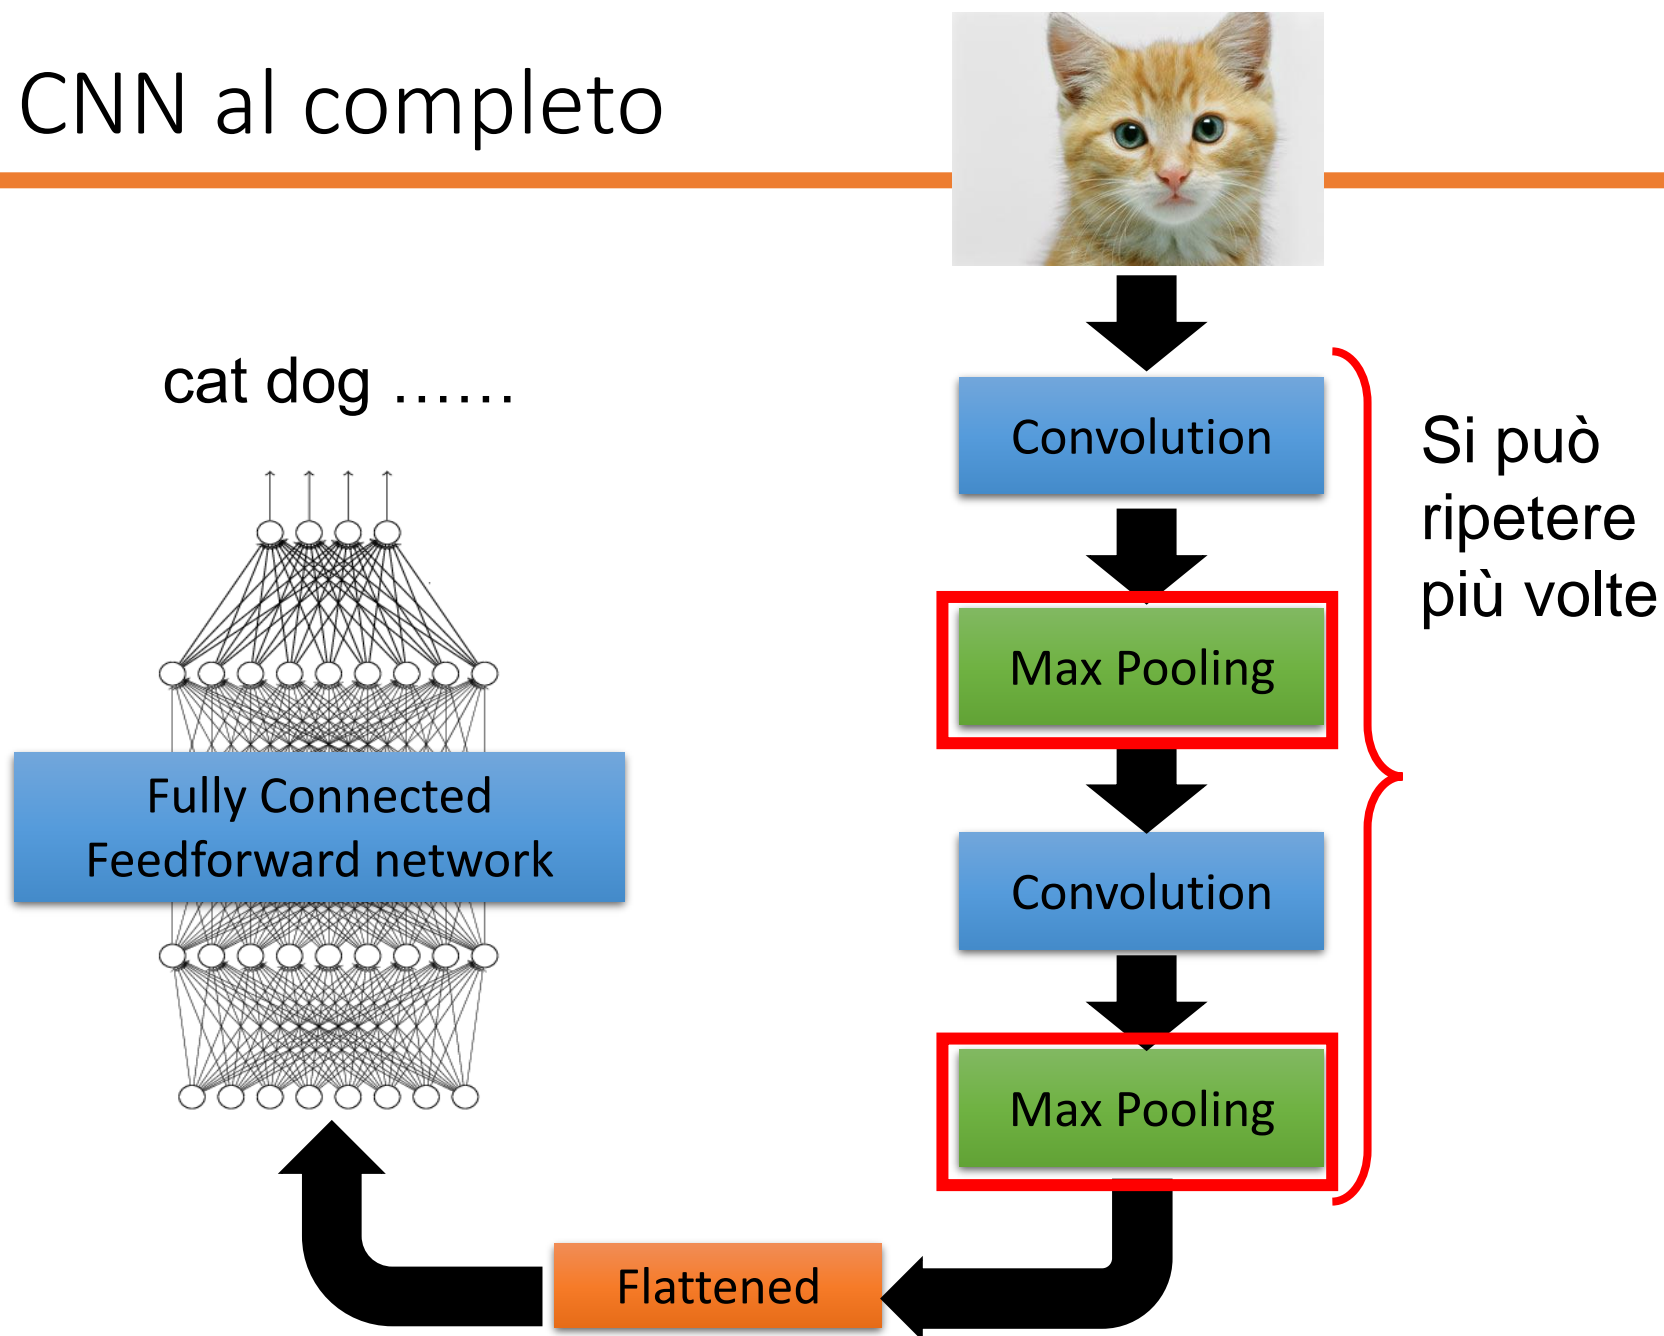 CNN al completo
cat dog ……
Convolution
Si può
ripetere
più volte
Max Pooling
Fully Connected
Feedforward network
Convolution
Max Pooling
Flattened